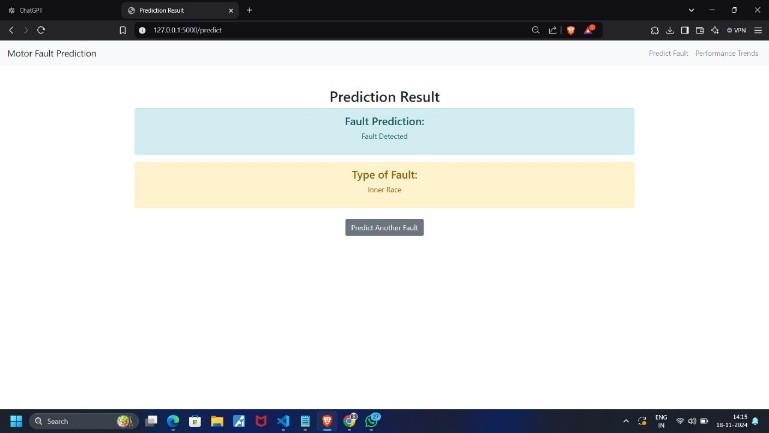 ChatGPT
Prediction Result
127.0.0.1:5000/predict
VPN
Motor Fault Prediction
Predict Fault
Performance Trends
Prediction Result
Fault Prediction:
Fault Detected
Type of Fault:
Inner Race
Predict Another Fault
Search
ENG
IN
14:15
18-11-2024